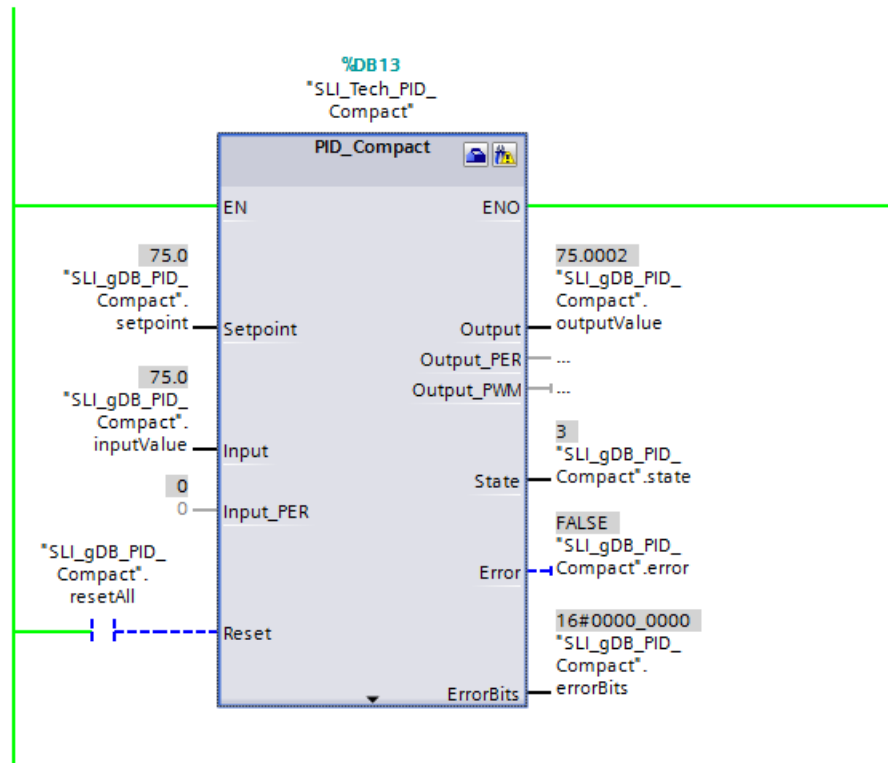 %DB13
"SLI_Tech_PID_
Compact"
PID_Compact
EN
ENO
75.0
"SLI_gDB_PID_
Compact".
setpoint
Setpoint
75.0002
"SLI_gDB_PID_
Compact".
outputValue
Output
Output_PER
...
Output_PWM
...
75.0
"SLI_gDB_PID_
Compact".
inputValue
Input
3
"SLI_gDB_PID_
Compact".state
State
0
0
Input_PER
FALSE
"SLI_gDB_PID_
Compact".error
Error
"SLI_gDB_PID_
Compact".
resetAll
Reset
16#0000_0000
"SLI_gDB_PID_
Compact".
errorBits
ErrorBits